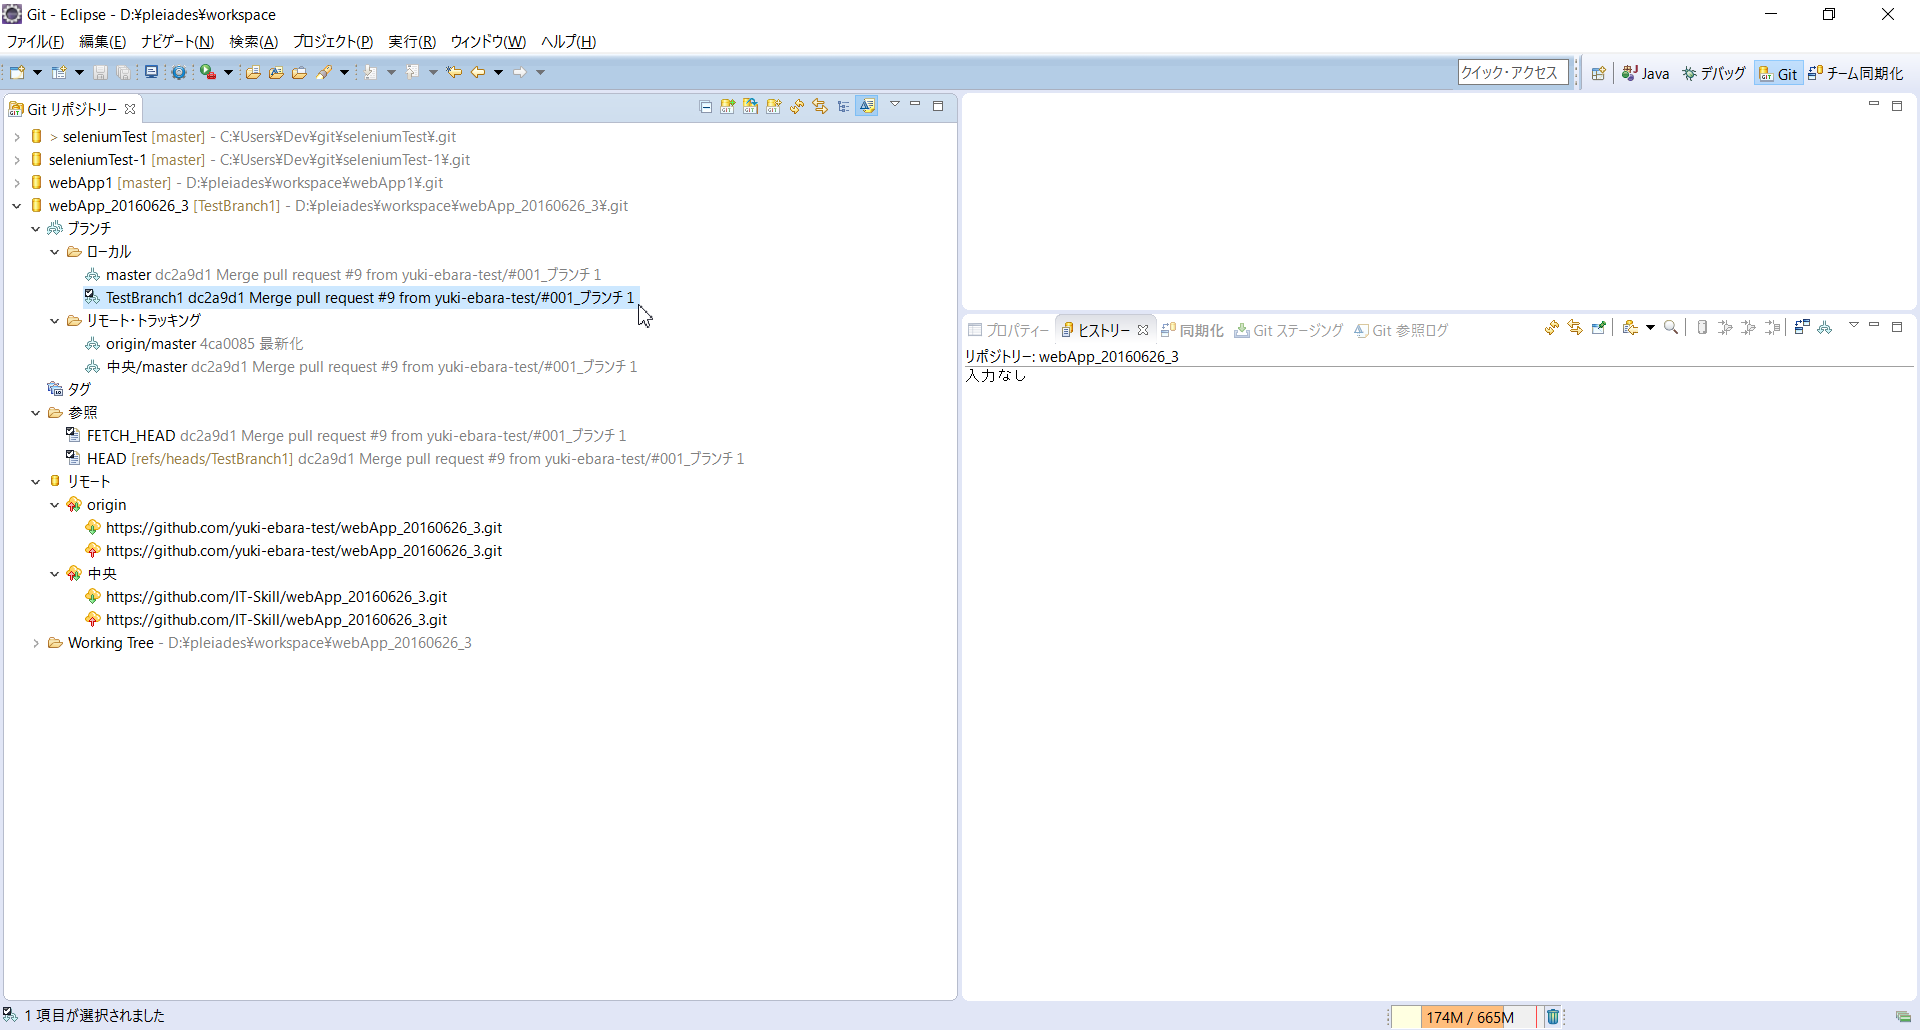 Git - Eclipse - D:¥pleiades¥workspace
ファイル(F) 編集(E) ナビゲート(N) 検索(A) プロジェクト(P) 実行(R) ウィンドウ(W) ヘルプ(H)
クイック・アクセス Java デバッグ Git チーム同期化
Git リポジトリー
> seleniumTest [master] - C:¥Users¥Dev¥git¥seleniumTest¥.git
seleniumTest-1 [master] - C:¥Users¥Dev¥git¥seleniumTest-1¥.git
webApp1 [master] - D:¥pleiades¥workspace¥webApp1¥.git
webApp_20160626_3 [TestBranch1] - D:¥pleiades¥workspace¥webApp_20160626_3¥.git
ブランチ
ローカル
master dc2a9d1 Merge pull request #9 from yuki-ebara-test/#001_ブランチ１
TestBranch1 dc2a9d1 Merge pull request #9 from yuki-ebara-test/#001_ブランチ１
リモート・トラッキング
origin/master 4ca0085 最新化
中央/master dc2a9d1 Merge pull request #9 from yuki-ebara-test/#001_ブランチ１
タグ
参照
FETCH_HEAD dc2a9d1 Merge pull request #9 from yuki-ebara-test/#001_ブランチ１
HEAD [refs/heads/TestBranch1] dc2a9d1 Merge pull request #9 from yuki-ebara-test/#001_ブランチ１
リモート
origin
https://github.com/yuki-ebara-test/webApp_20160626_3.git
https://github.com/yuki-ebara-test/webApp_20160626_3.git
中央
https://github.com/IT-Skill/webApp_20160626_3.git
https://github.com/IT-Skill/webApp_20160626_3.git
Working Tree - D:¥pleiades¥workspace¥webApp_20160626_3
プロパティー ヒストリー 同期化 Git ステージング Git 参照ログ
リポジトリー: webApp_20160626_3
入力なし
1 項目が選択されました
174M / 665M